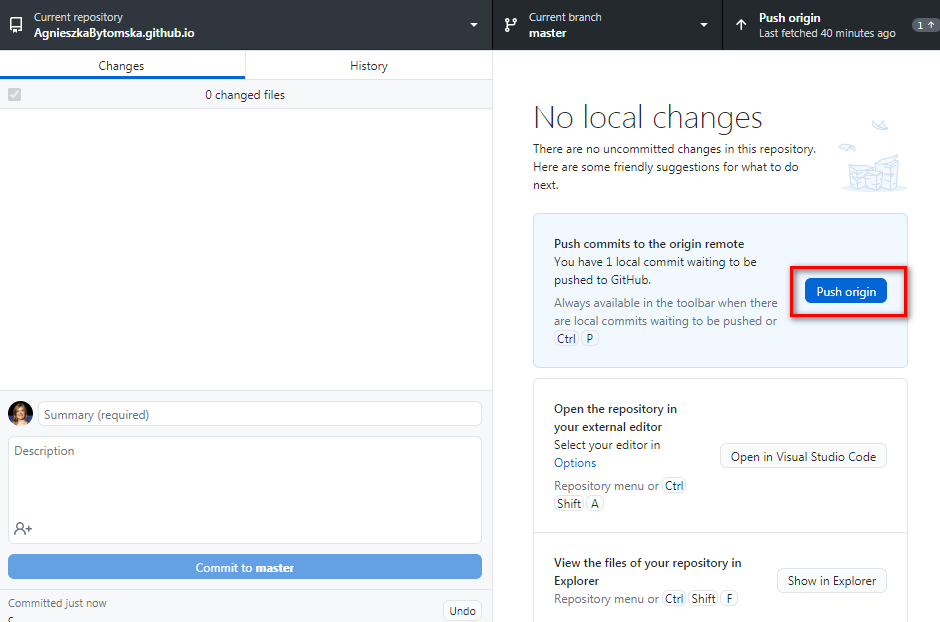 Current repository
AgnieszkaBytomska.github.io
Current branch
master
Push origin
Last fetched 40 minutes ago
1
Changes
History
0 changed files
No local changes
There are no uncommitted changes in this repository.
Here are some friendly suggestions for what to do
next.
Push commits to the origin remote
You have 1 local commit waiting to be
pushed to GitHub.
Always available in the toolbar when there
are local commits waiting to be pushed or
Ctrl P
Push origin
Open the repository in
your external editor
Select your editor in
Options
Repository menu or Ctrl
Shift A
Open in Visual Studio Code
View the files of your repository in
Explorer
Repository menu or Ctrl Shift F
Show in Explorer
Summary (required)
Description
Commit to master
Committed just now
Undo